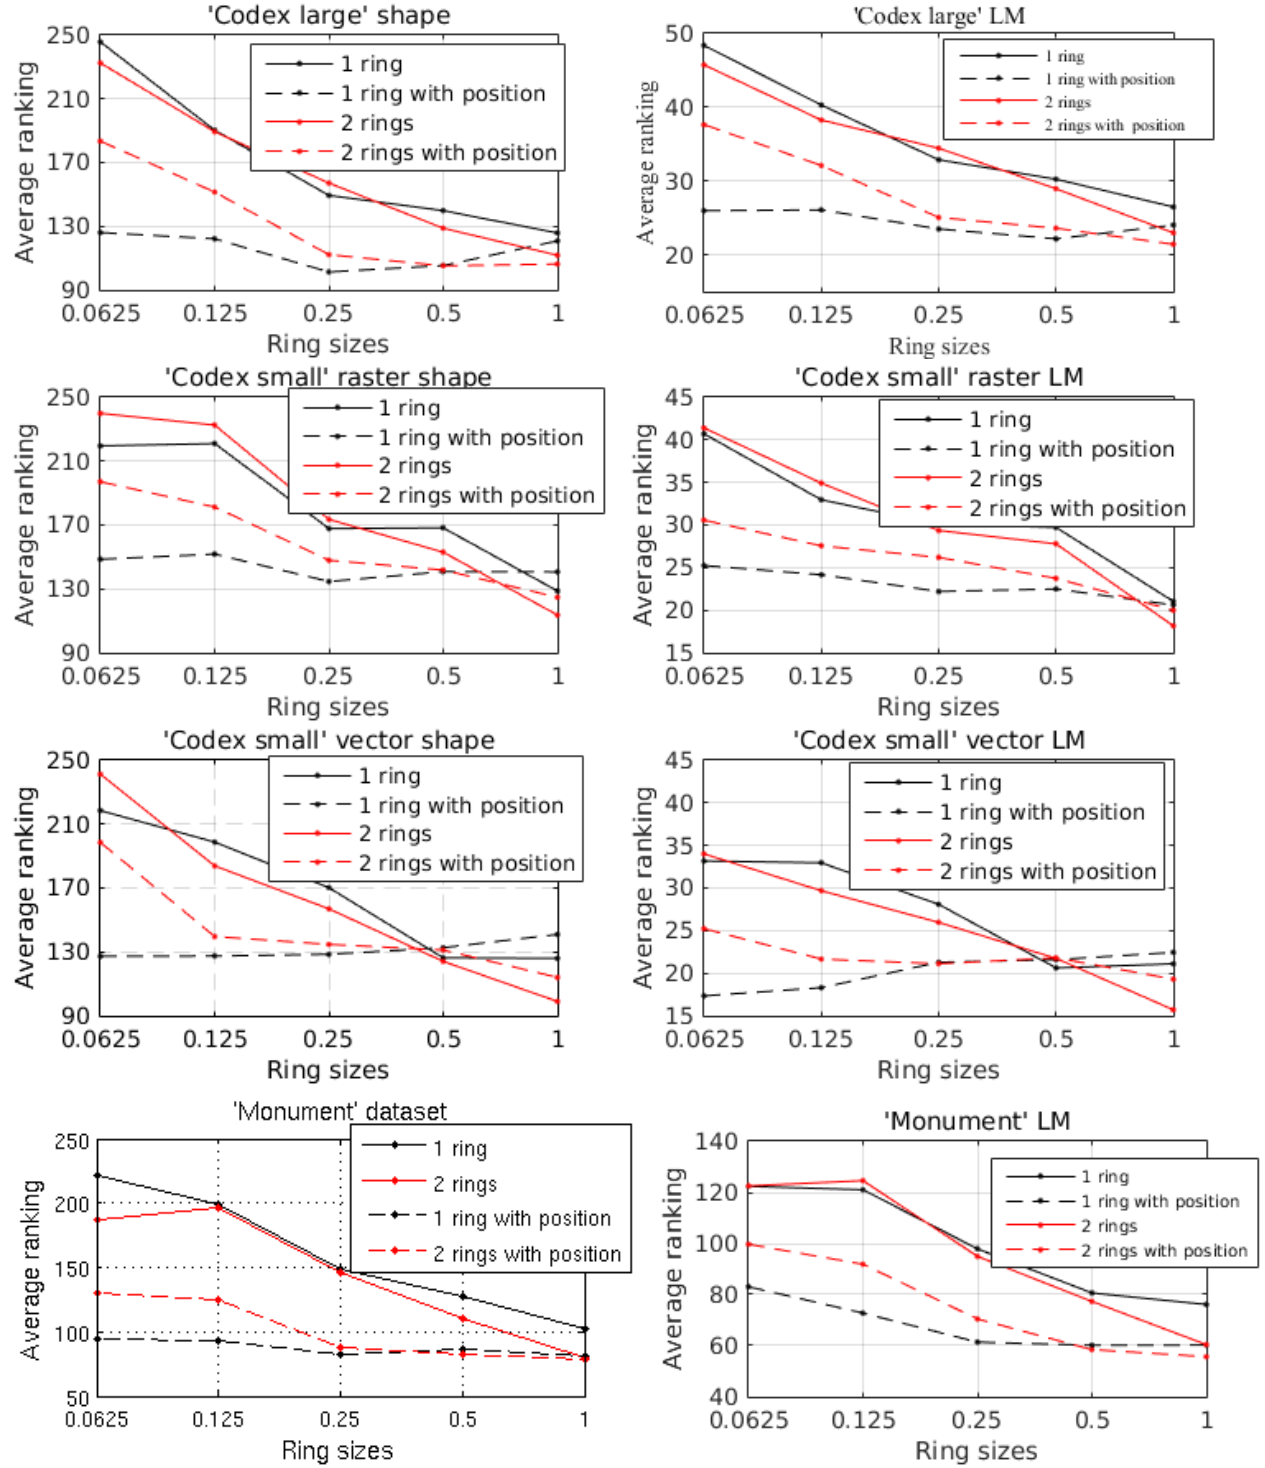 'Codex large' shape
250
210
170
130
90
Average ranking
1 ring
1 ring with position
2 rings
2 rings with position
0.0625 0.125 0.25 0.5 1
Ring sizes
'Codex large' LM
50
40
30
20
Average ranking
1 ring
1 ring with position
2 rings
2 rings with position
0.0625 0.125 0.25 0.5 1
Ring sizes
'Codex small' raster shape
250
210
170
130
90
Average ranking
1 ring
1 ring with position
2 rings
2 rings with position
0.0625 0.125 0.25 0.5 1
Ring sizes
'Codex small' raster LM
45
40
35
30
25
20
15
Average ranking
1 ring
1 ring with position
2 rings
2 rings with position
0.0625 0.125 0.25 0.5 1
Ring sizes
'Codex small' vector shape
250
210
170
130
90
Average ranking
1 ring
1 ring with position
2 rings
2 rings with position
0.0625 0.125 0.25 0.5 1
Ring sizes
'Codex small' vector LM
45
40
35
30
25
20
15
Average ranking
1 ring
1 ring with position
2 rings
2 rings with position
0.0625 0.125 0.25 0.5 1
Ring sizes
'Monument' dataset
250
200
150
100
50
Average ranking
1 ring
2 rings
1 ring with position
2 rings with position
0.0625 0.125 0.25 0.5 1
Ring sizes
'Monument' LM
140
120
100
80
60
40
Average ranking
1 ring
1 ring with position
2 rings
2 rings with position
0.0625 0.125 0.25 0.5 1
Ring sizes